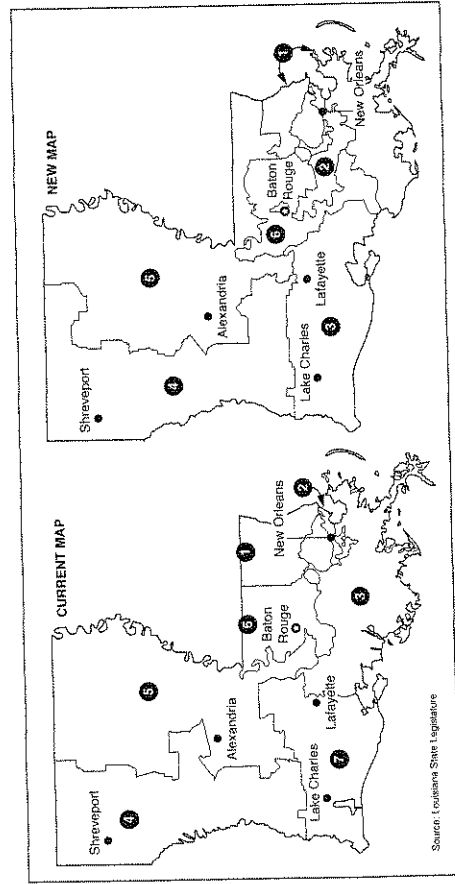 CURRENT MAP
Shreveport
4
5
Alexandria
Lake Charles
7
Lafayette
6
Baton
Rouge
1
New Orleans
2
3
Source: Louisiana State Legislature
NEW MAP
Shreveport
4
5
Alexandria
Lake Charles
3
Lafayette
6
Baton
Rouge
2
New Orleans
1